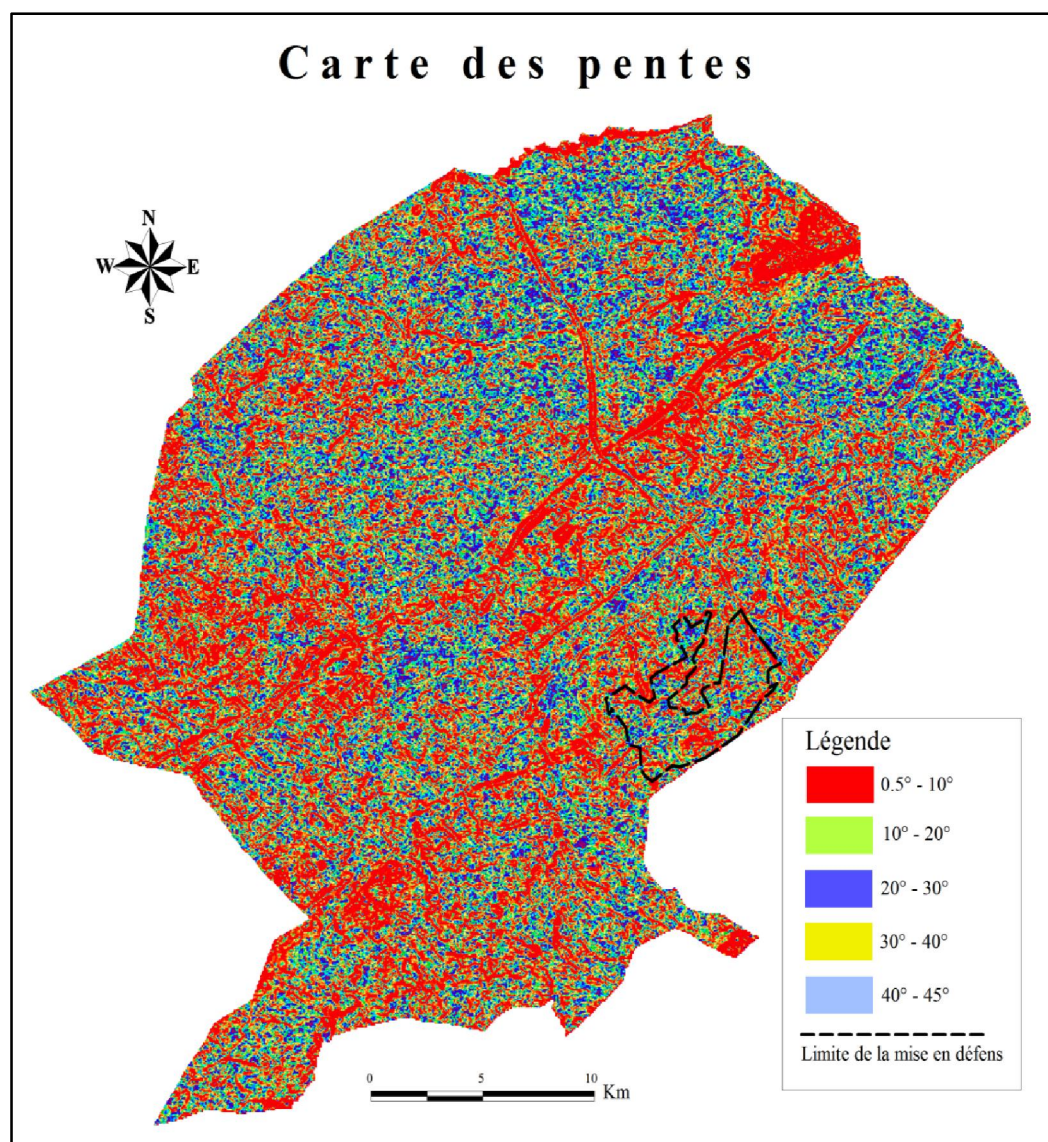 Carte des pentes
N
W E
S
Légende
0.5° - 10°
10° - 20°
20° - 30°
30° - 40°
40° - 45°
Limite de la mise en défens
0 5 10
Km